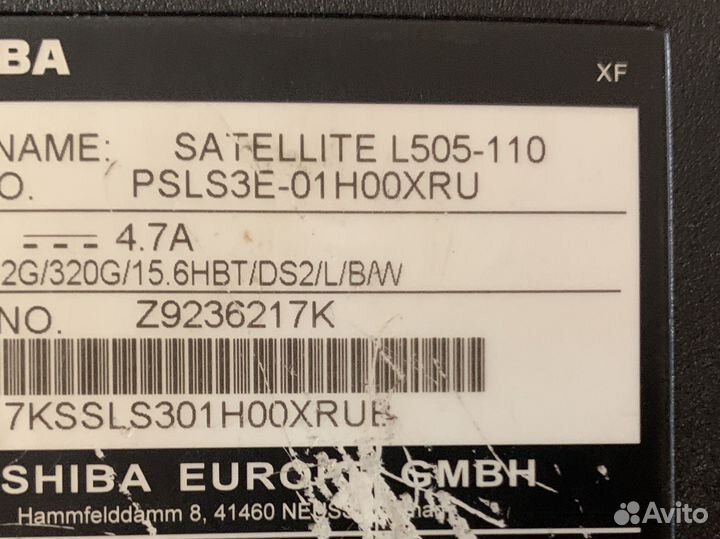 BA
XF
NAME: SATELLITE L505-110
O. PSLS3E-01H00XRU
4.7A
2G/320G/15.6HBT/DS2/L/B/W
NO. Z9236217K
7KSSLS301H00XRUB
SHIBA EUROPE GMBH
Hammfelddamm 8, 41460
Avito